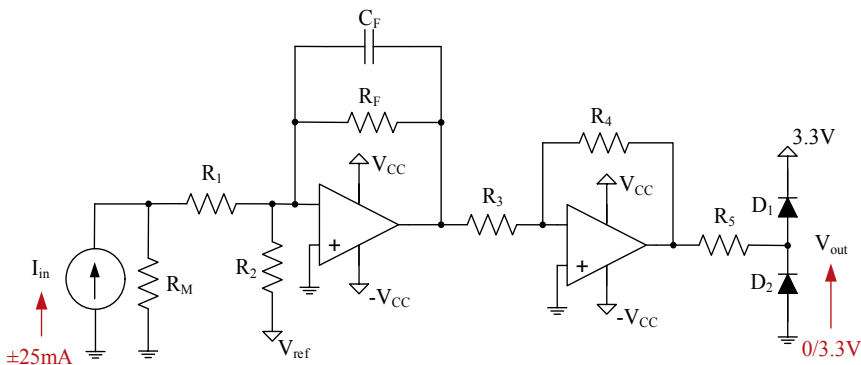 C_F
R_F
R_4
3.3V
V_CC
R_1
V_CC
D_1
R_3
R_5
+
V_out
I_in
R_M
R_2
+
D_2
-V_CC
-V_CC
V_ref
±25mA
0/3.3V